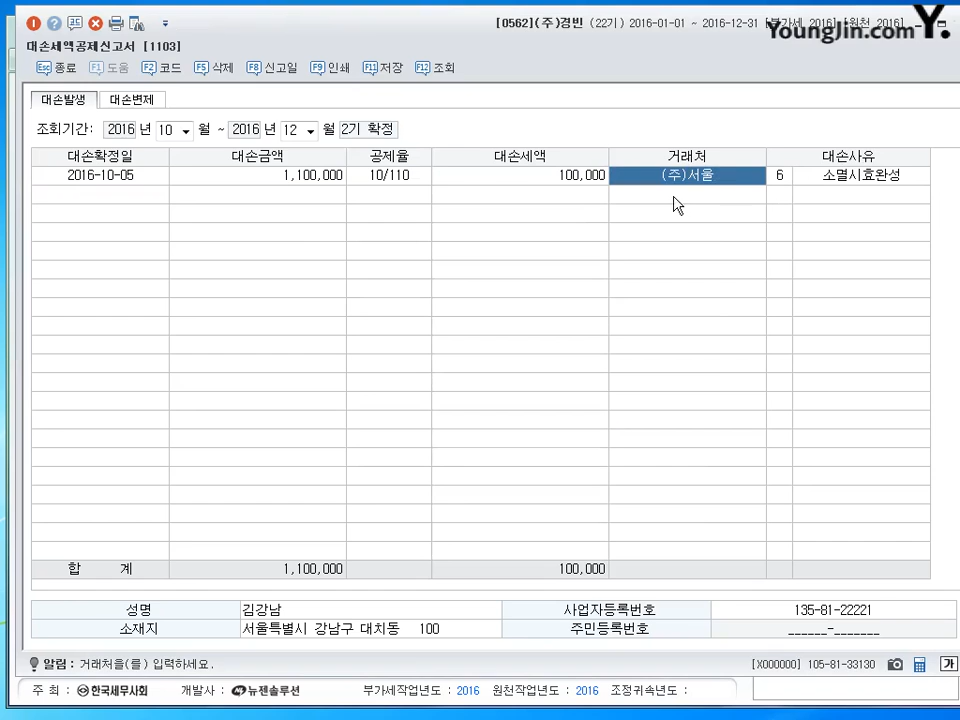 [0562](주)경빈 (22기) 2016-01-01 ~ 2016-12-31 [부가세 2016] [원천 2016]
YoungJin.com Y.
대손세액공제신고서 [1103]
Esc 종료 F1 도움 F2 코드 F5 삭제 F8 신고일 F9 인쇄 F11 저장 F12 조회
대손발생 대손변제
조회기간: 2016 년 10 월 ~ 2016 년 12 월 2기 확정
대손확정일 대손금액 공제율 대손세액 거래처 대손사유
2016-10-05 1,100,000 10/110 100,000 (주)서울 6 소멸시효완성
합 계 1,100,000 100,000
성명 김강남 사업자등록번호 135-81-22221
소재지 서울특별시 강남구 대치동 100 주민등록번호 ______-_______
알림 : 거래처을(를) 입력하세요. [X000000] 105-81-33130 가
주 최 : 한국세무사회 개발사 : 뉴젠솔루션 부가세작업년도 : 2016 원천작업년도 : 2016 조정귀속년도 :